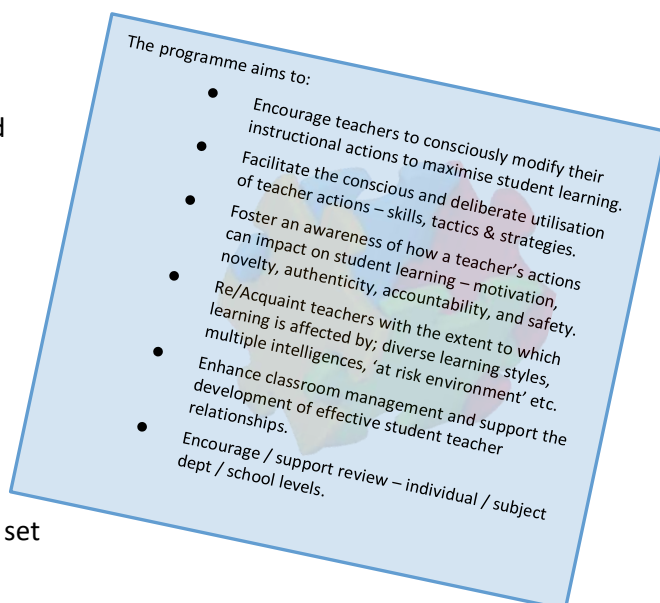 The programme aims to:
● Encourage teachers to consciously modify their
instructional actions to maximise student learning.
● Facilitate the conscious and deliberate utilisation
of teacher actions – skills, tactics & strategies.
● Foster an awareness of how a teacher's actions
can impact on student learning – motivation,
novelty, authenticity, accountability, and safety.
● Re/Acquaint teachers with the extent to which
learning is affected by; diverse learning styles,
multiple intelligences, 'at risk environment' etc.
● Enhance classroom management and support the
development of effective student teacher
relationships.
● Encourage / support review – individual / subject
dept / school levels.
set